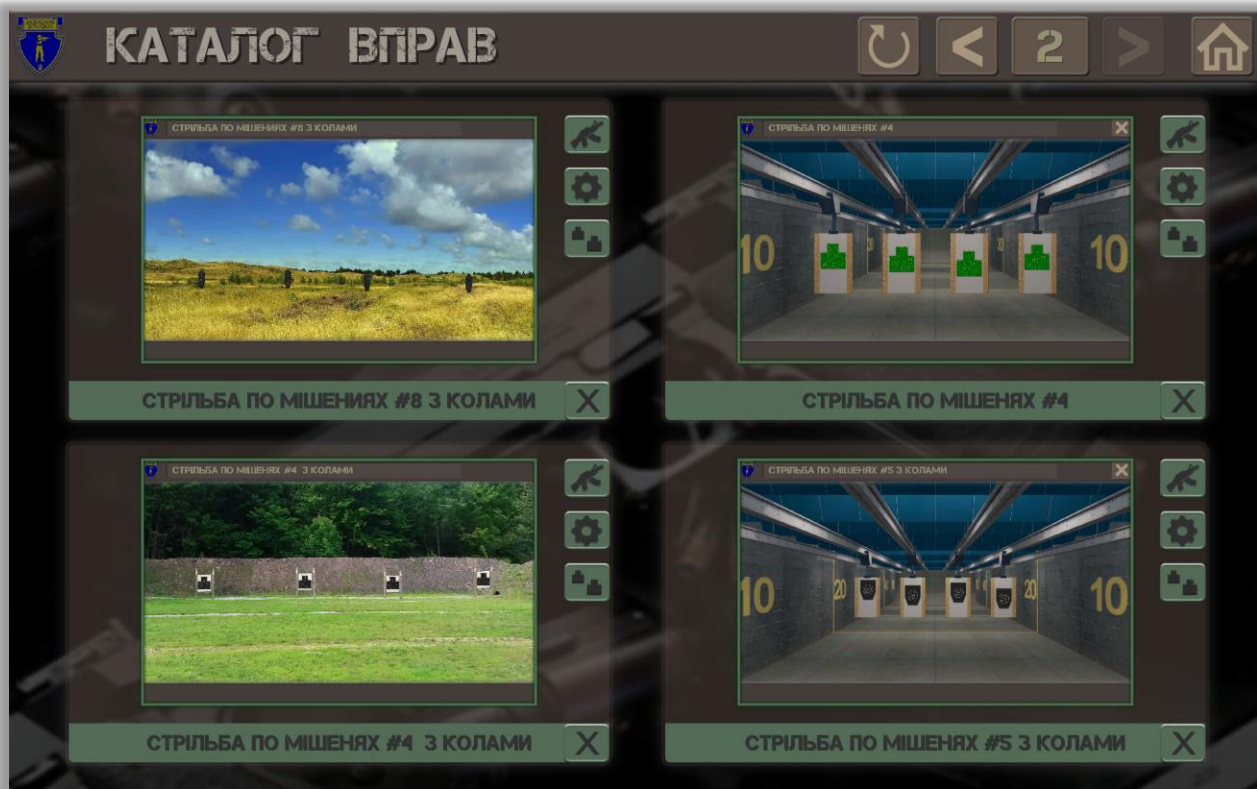 КАТАЛОГ ВПРАВ
2
СТРІЛЬБА ПО МІШЕНИЯХ #8 З КОЛАМИ
СТРІЛЬБА ПО МІШЕНЯХ #4
10
10
СТРІЛЬБА ПО МІШЕНИЯХ #8 З КОЛАМИ
X
СТРІЛЬБА ПО МІШЕНЯХ #4
X
СТРІЛЬБА ПО МІШЕНЯХ #4 З КОЛАМИ
СТРІЛЬБА ПО МІШЕНЯХ #5 З КОЛАМИ
10
20
20
10
СТРІЛЬБА ПО МІШЕНЯХ #4 З КОЛАМИ
X
СТРІЛЬБА ПО МІШЕНЯХ #5 З КОЛАМИ
X